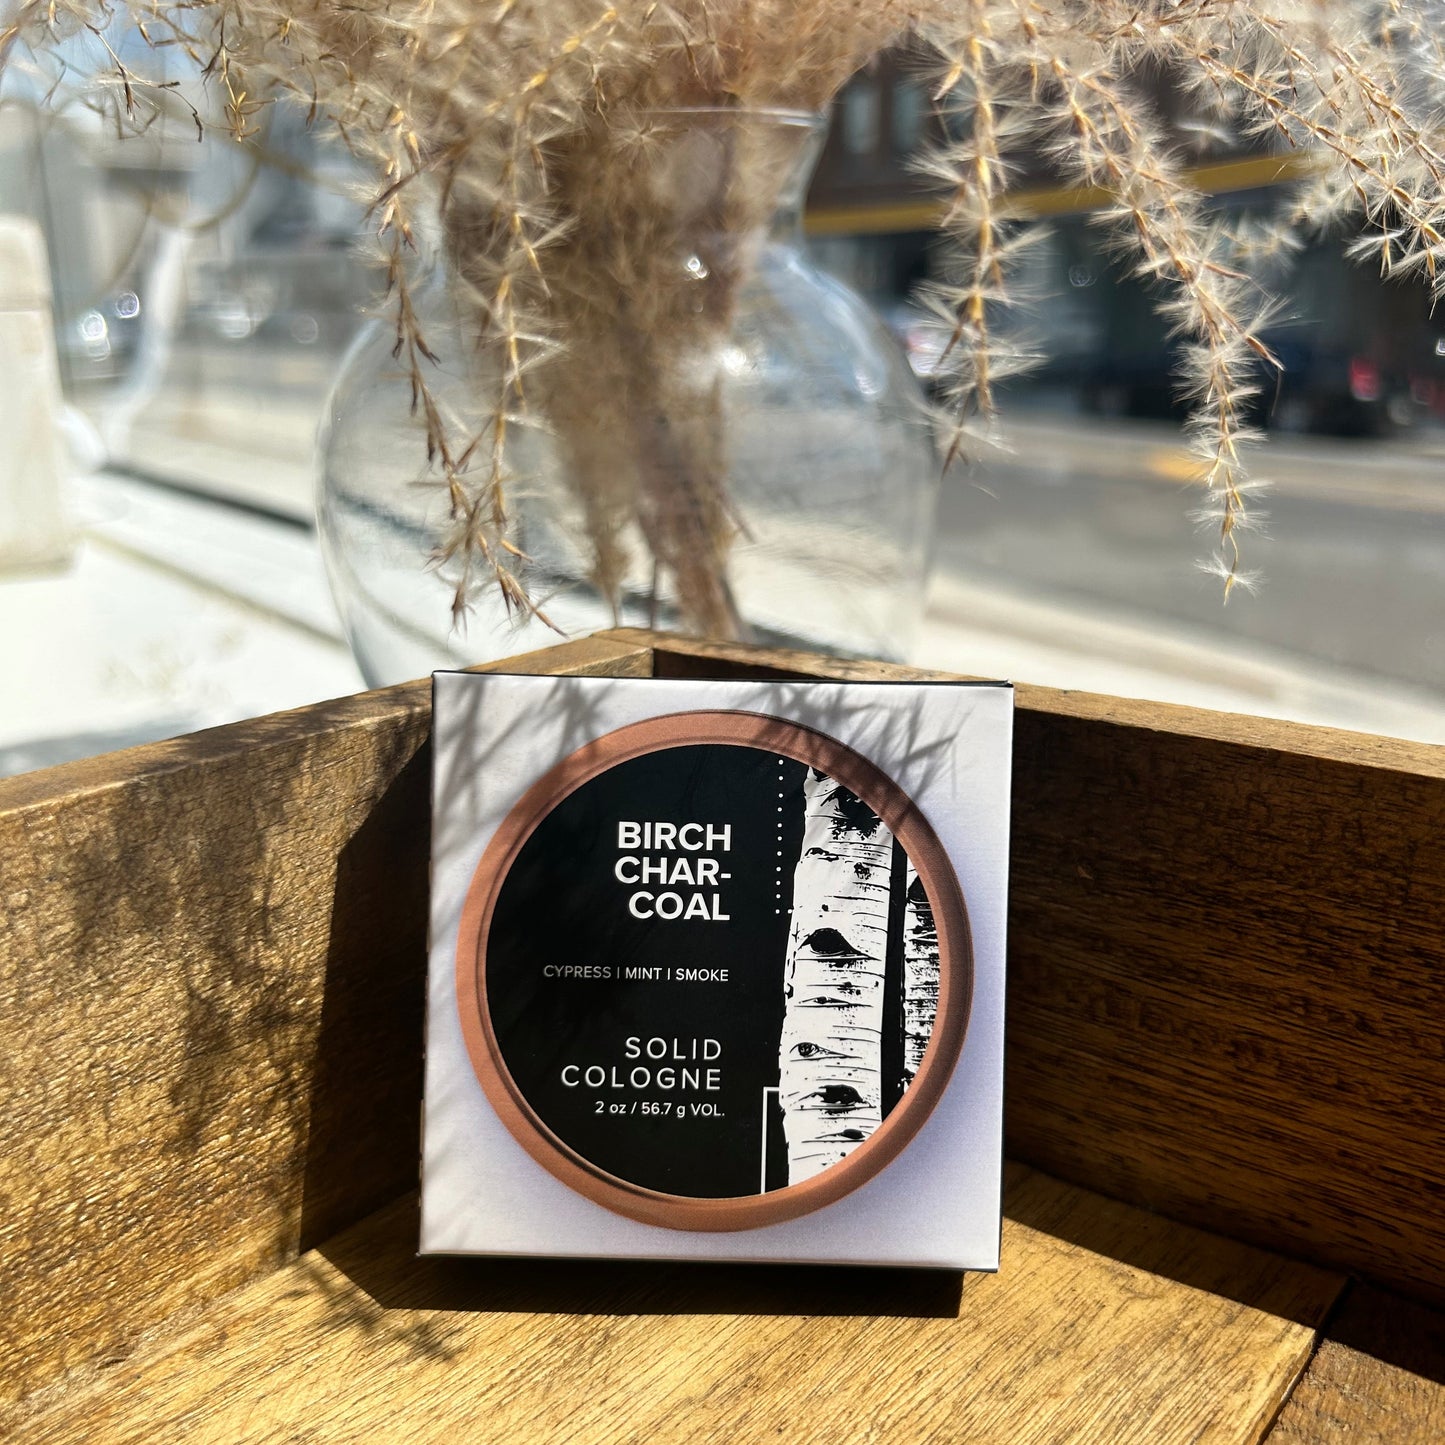 BIRCH
CHAR-
COAL
CYPRESS | MINT | SMOKE
SOLID
COLOGNE
2 oz / 56.7 g VOL.